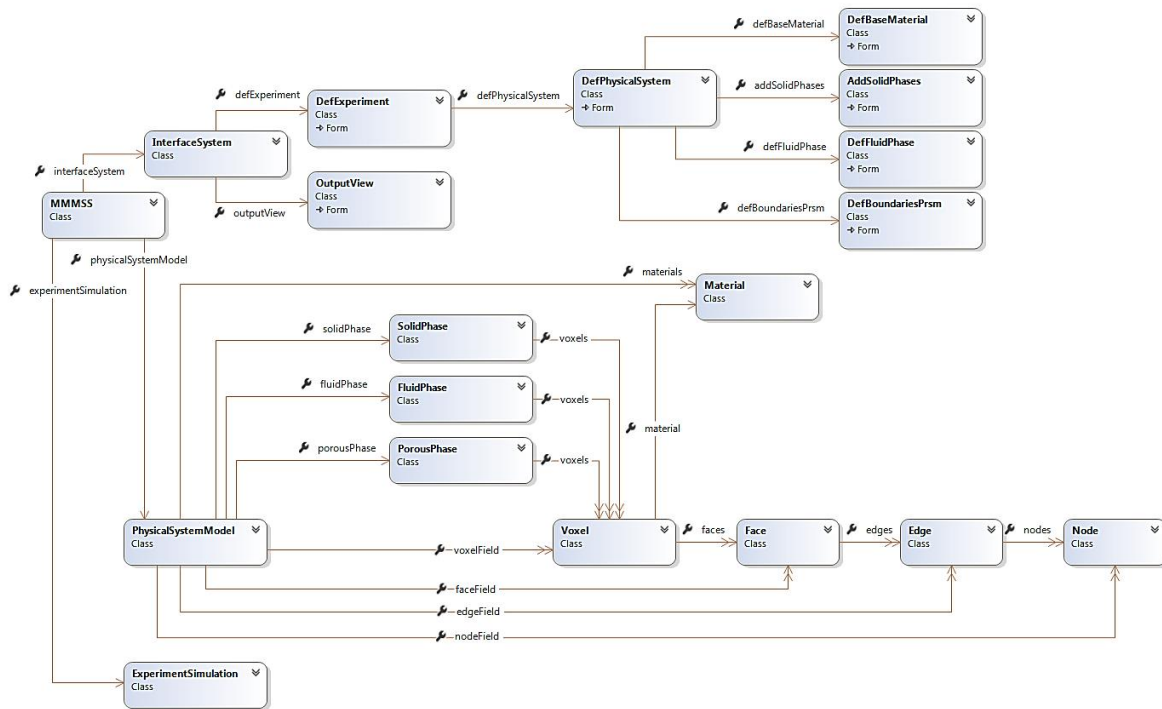 defBaseMaterial
DefBaseMaterial
Class
Form
DefPhysicalSystem
Class
Form
addSolidPhases
AddSolidPhases
Class
Form
defExperiment
DefExperiment
Class
Form
defPhysicalSystem
InterfaceSystem
Class
defFluidPhase
DefFluidPhase
Class
Form
interfaceSystem
OutputView
Class
Form
outputView
MMMSS
Class
defBoundariesPrsm
DefBoundariesPrsm
Class
Form
physicalSystemModel
experimentSimulation
materials
Material
Class
solidPhase
SolidPhase
Class
voxels
fluidPhase
FluidPhase
Class
voxels
material
porousPhase
PorousPhase
Class
voxels
PhysicalSystemModel
Class
voxelField
Voxel
Class
faces
Face
Class
edges
Edge
Class
nodes
Node
Class
faceField
edgeField
nodeField
ExperimentSimulation
Class